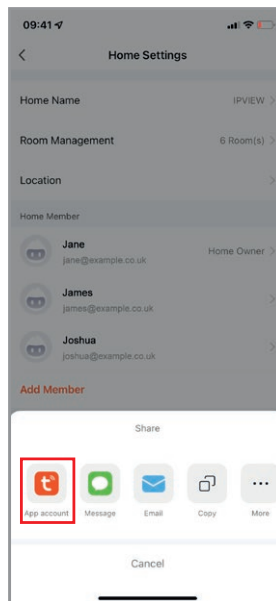 09:41
Home Settings
Home Name IPVIEW
Room Management 6 Room(s)
Location
Home Member
Jane
jane@example.co.uk Home Owner
James
james@example.co.uk
Joshua
joshua@example.co.uk
Add Member
Share
App account Message Email Copy More
Cancel